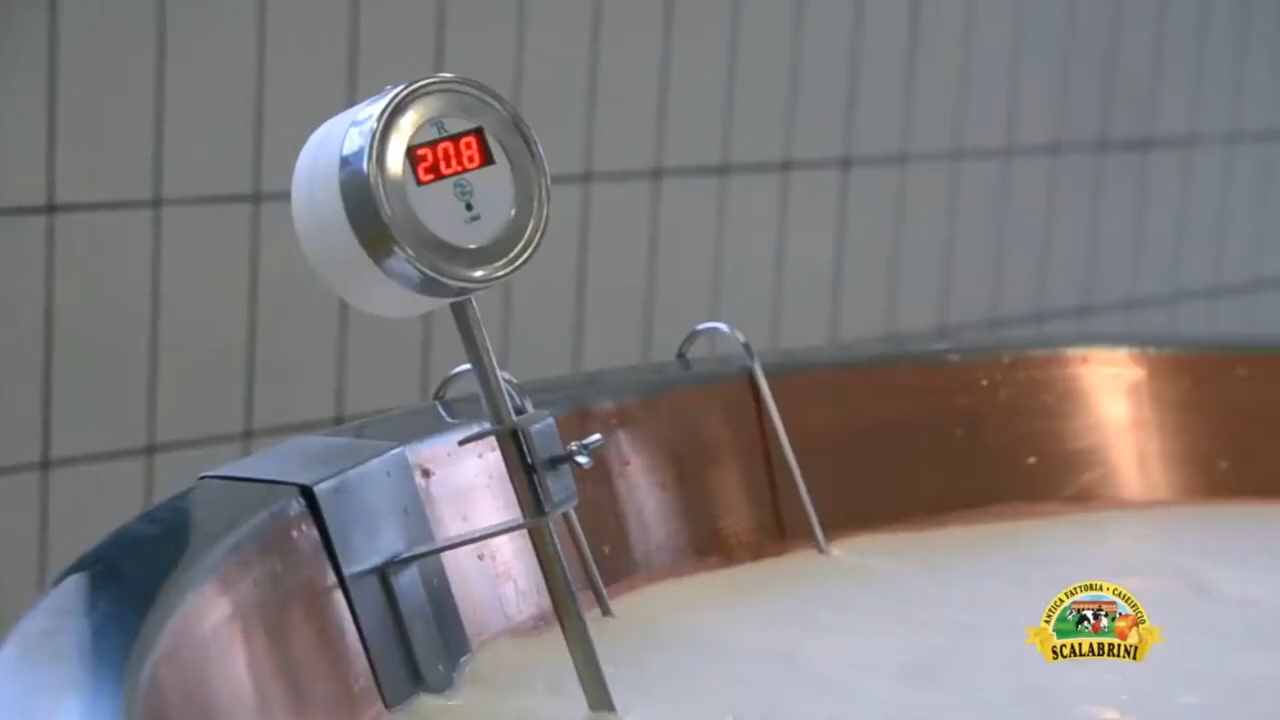 R
20.8
ANTICA FATTORIA • CASEIFICIO
SCALABRINI